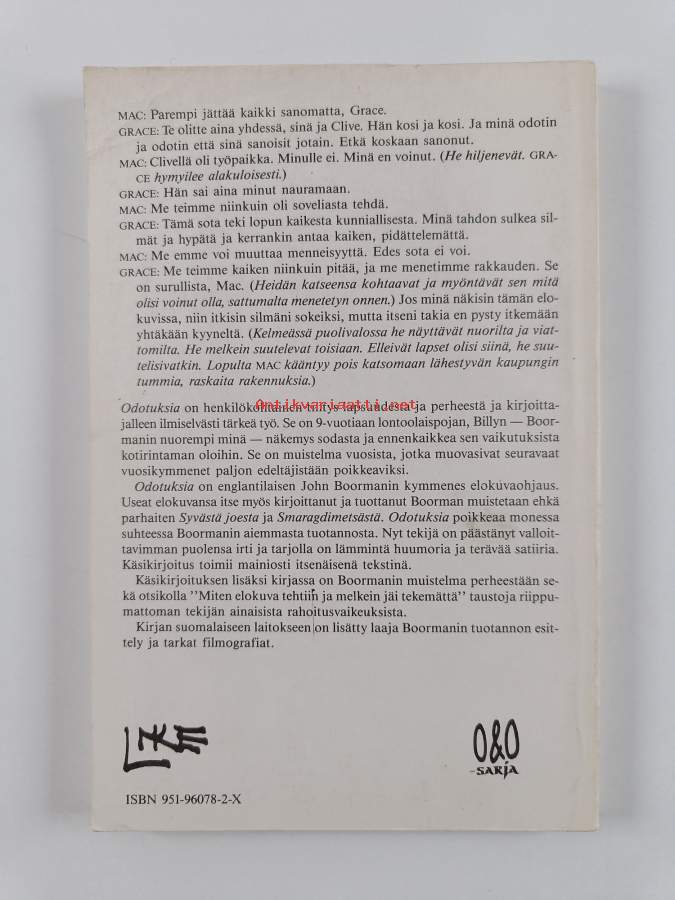 MAC: Parempi jättää kaikki sanomatta, Grace.
GRACE: Te olitte aina yhdessä, sinä ja Clive. Hän kosi ja kosi. Ja minä odotin
ja odotin että sinä sanoisit jotain. Etkä koskaan sanonut.
MAC: Clivellä oli työpaikka. Minulle ei. Minä en voinut. (He hiljenevät. GRA-
CE hymyilee alakuloisesti.)
GRACE: Hän sai aina minut nauramaan.
MAC: Me teimme niinkuin oli soveliasta tehdä.
GRACE: Tämä sota teki lopun kaikesta kunniallisesta. Minä tahdon sulkea sil-
mät ja hypätä ja kerrankin antaa kaiken, pidättelemättä.
MAC: Me emme voi muuttaa menneisyyttä. Edes sota ei voi.
GRACE: Me teimme kaiken niinkuin pitää, ja me menetimme rakkauden. Se
on surullista, Mac. (Heidän katseensa kohtaavat ja myöntävät sen mitä
olisi voinut olla, sattumalta menetetyn onnen.) Jos minä näkisin tämän elo-
kuvissa, niin itkisin silmäni sokeiksi, mutta itseni takia en pysty itkemään
yhtäkään kyyneltä. (Kelmeässä puolivalossa he näyttävät nuorilta ja viat-
tomilta. He melkein suutelevat toisiaan. Elleivät lapset olisi siinä, he suu-
telisivatkin. Lopulta MAC kääntyy pois katsomaan lähestyvän kaupungin
tummia, raskaita rakennuksia.)
Antikvariaatti.net
Odotuksia on henkilökohtainen tilitys lapsuudesta ja perheestä ja kirjoitta-
jalleen ilmiselvästi tärkeä työ. Se on 9-vuotiaan lontoolaispojan, Billyn — Boor-
manin nuorempi minä — näkemys sodasta ja ennenkaikkea sen vaikutuksista
kotirintaman oloihin. Se on muistelma vuosista, jotka muovasivat seuraavat
vuosikymmenet paljon edeltäjistään poikkeaviksi.
Odotuksia on englantilaisen John Boormanin kymmenes elokuvaohjaus.
Useat elokuvansa itse myös kirjoittanut ja tuottanut Boorman muistetaan ehkä
parhaiten Syvästä joesta ja Smaragdimetsästä. Odotuksia poikkeaa monessa
suhteessa Boormanin aiemmasta tuotannosta. Nyt tekijä on päästänyt valloit-
tavimman puolensa irti ja tarjolla on lämmintä huumoria ja terävää satiiria.
Käsikirjoitus toimii mainiosti itsenäisenä tekstinä.
Käsikirjoituksen lisäksi kirjassa on Boormanin muistelma perheestään se-
kä otsikolla "Miten elokuva tehtiin ja melkein jäi tekemättä" taustoja riippu-
mattoman tekijän ainaisista rahoitusvaikeuksista.
Kirjan suomalaiseen laitokseen on lisätty laaja Boormanin tuotannon esit-
tely ja tarkat filmografiat.
LIKE
O&O
-SARJA
ISBN 951-96078-2-X